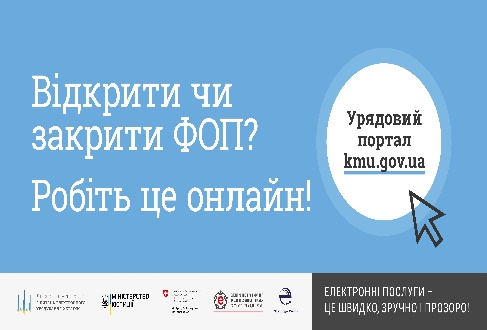 Відкрити чи
закрити ФОП?
Робіть це онлайн!
Урядовий
портал
kmu.gov.ua
МІНІСТЕРСТВО
ЮСТИЦІЇ
ЕЛЕКТРОННІ ПОСЛУГИ –
ЦЕ ШВИДКО, ЗРУЧНО І ПРОЗОРО!